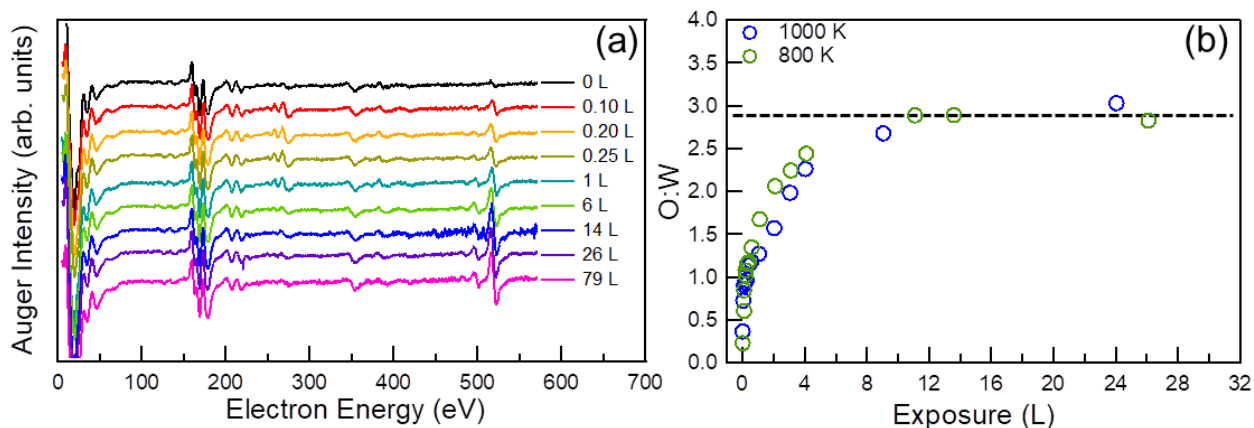 (a)
Auger Intensity (arb. units)
0 L
0.10 L
0.20 L
0.25 L
1 L
6 L
14 L
26 L
79 L
0 100 200 300 400 500 600 700
Electron Energy (eV)
(b)
1000 K
800 K
O:W
4.0
3.5
3.0
2.5
2.0
1.5
1.0
0.5
0.0
0 4 8 12 16 20 24 28 32
Exposure (L)